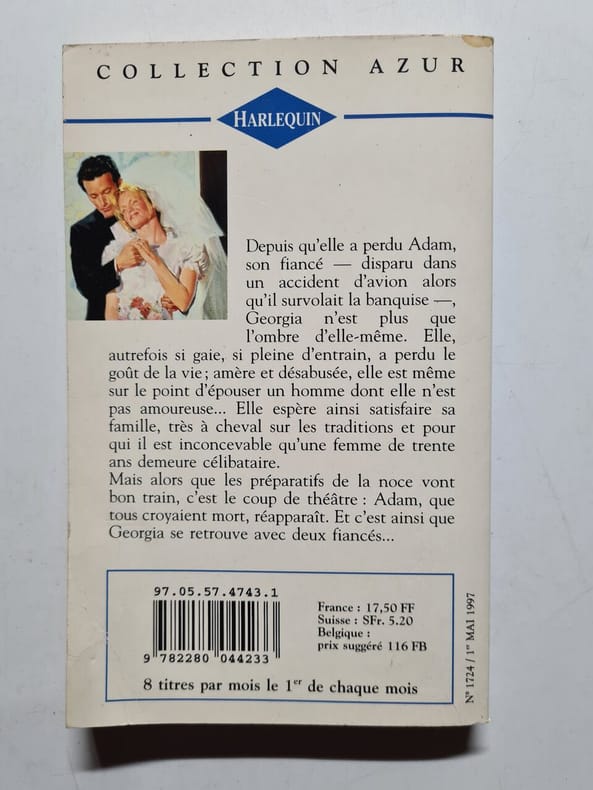 COLLECTION AZUR
HARLEQUIN
Depuis qu'elle a perdu Adam,
son fiancé — disparu dans
un accident d'avion alors
qu'il survolait la banquise —,
Georgia n'est plus que
l'ombre d'elle-même. Elle,
autrefois si gaie, si pleine d'entrain, a perdu le
goût de la vie ; amère et désabusée, elle est même
sur le point d'épouser un homme dont elle n'est
pas amoureuse... Elle espère ainsi satisfaire sa
famille, très à cheval sur les traditions et pour
qui il est inconcevable qu'une femme de trente
ans demeure célibataire.
Mais alors que les préparatifs de la noce vont
bon train, c'est le coup de théâtre : Adam, que
tous croyaient mort, réapparaît. Et c'est ainsi que
Georgia se retrouve avec deux fiancés...
97.05.57.4743.1
9 782280 044233
France : 17,50 FF
Suisse : SFr. 5.20
Belgique :
prix suggéré 116 FB
8 titres par mois le 1er de chaque mois
N° 1724 / 1er MAI 1997